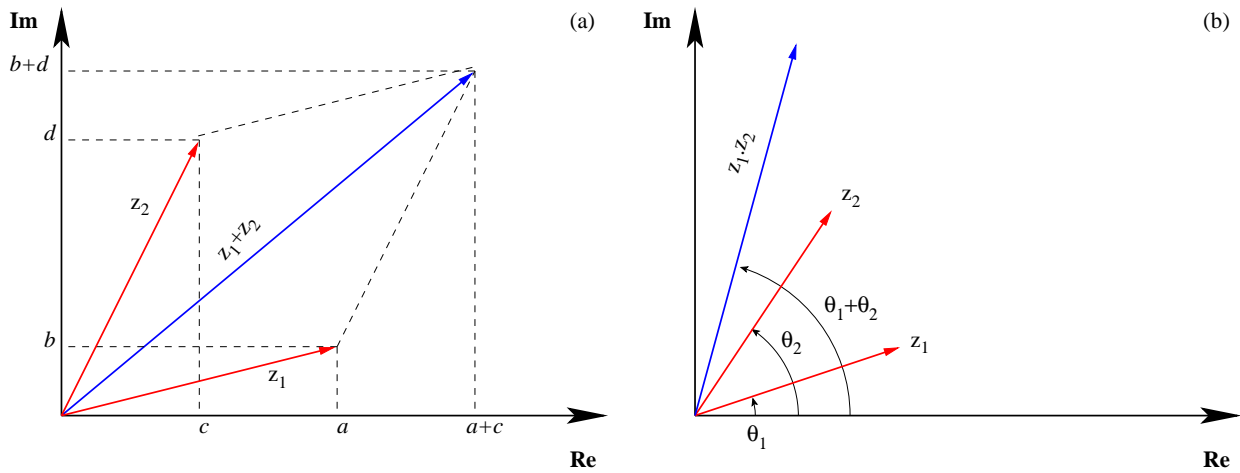 Im
(a)
b+d
d
z2
z1+z2
b
z1
c
a
a+c
Re
Im
(b)
z1.z2
z2
θ1+θ2
θ2
z1
θ1
Re